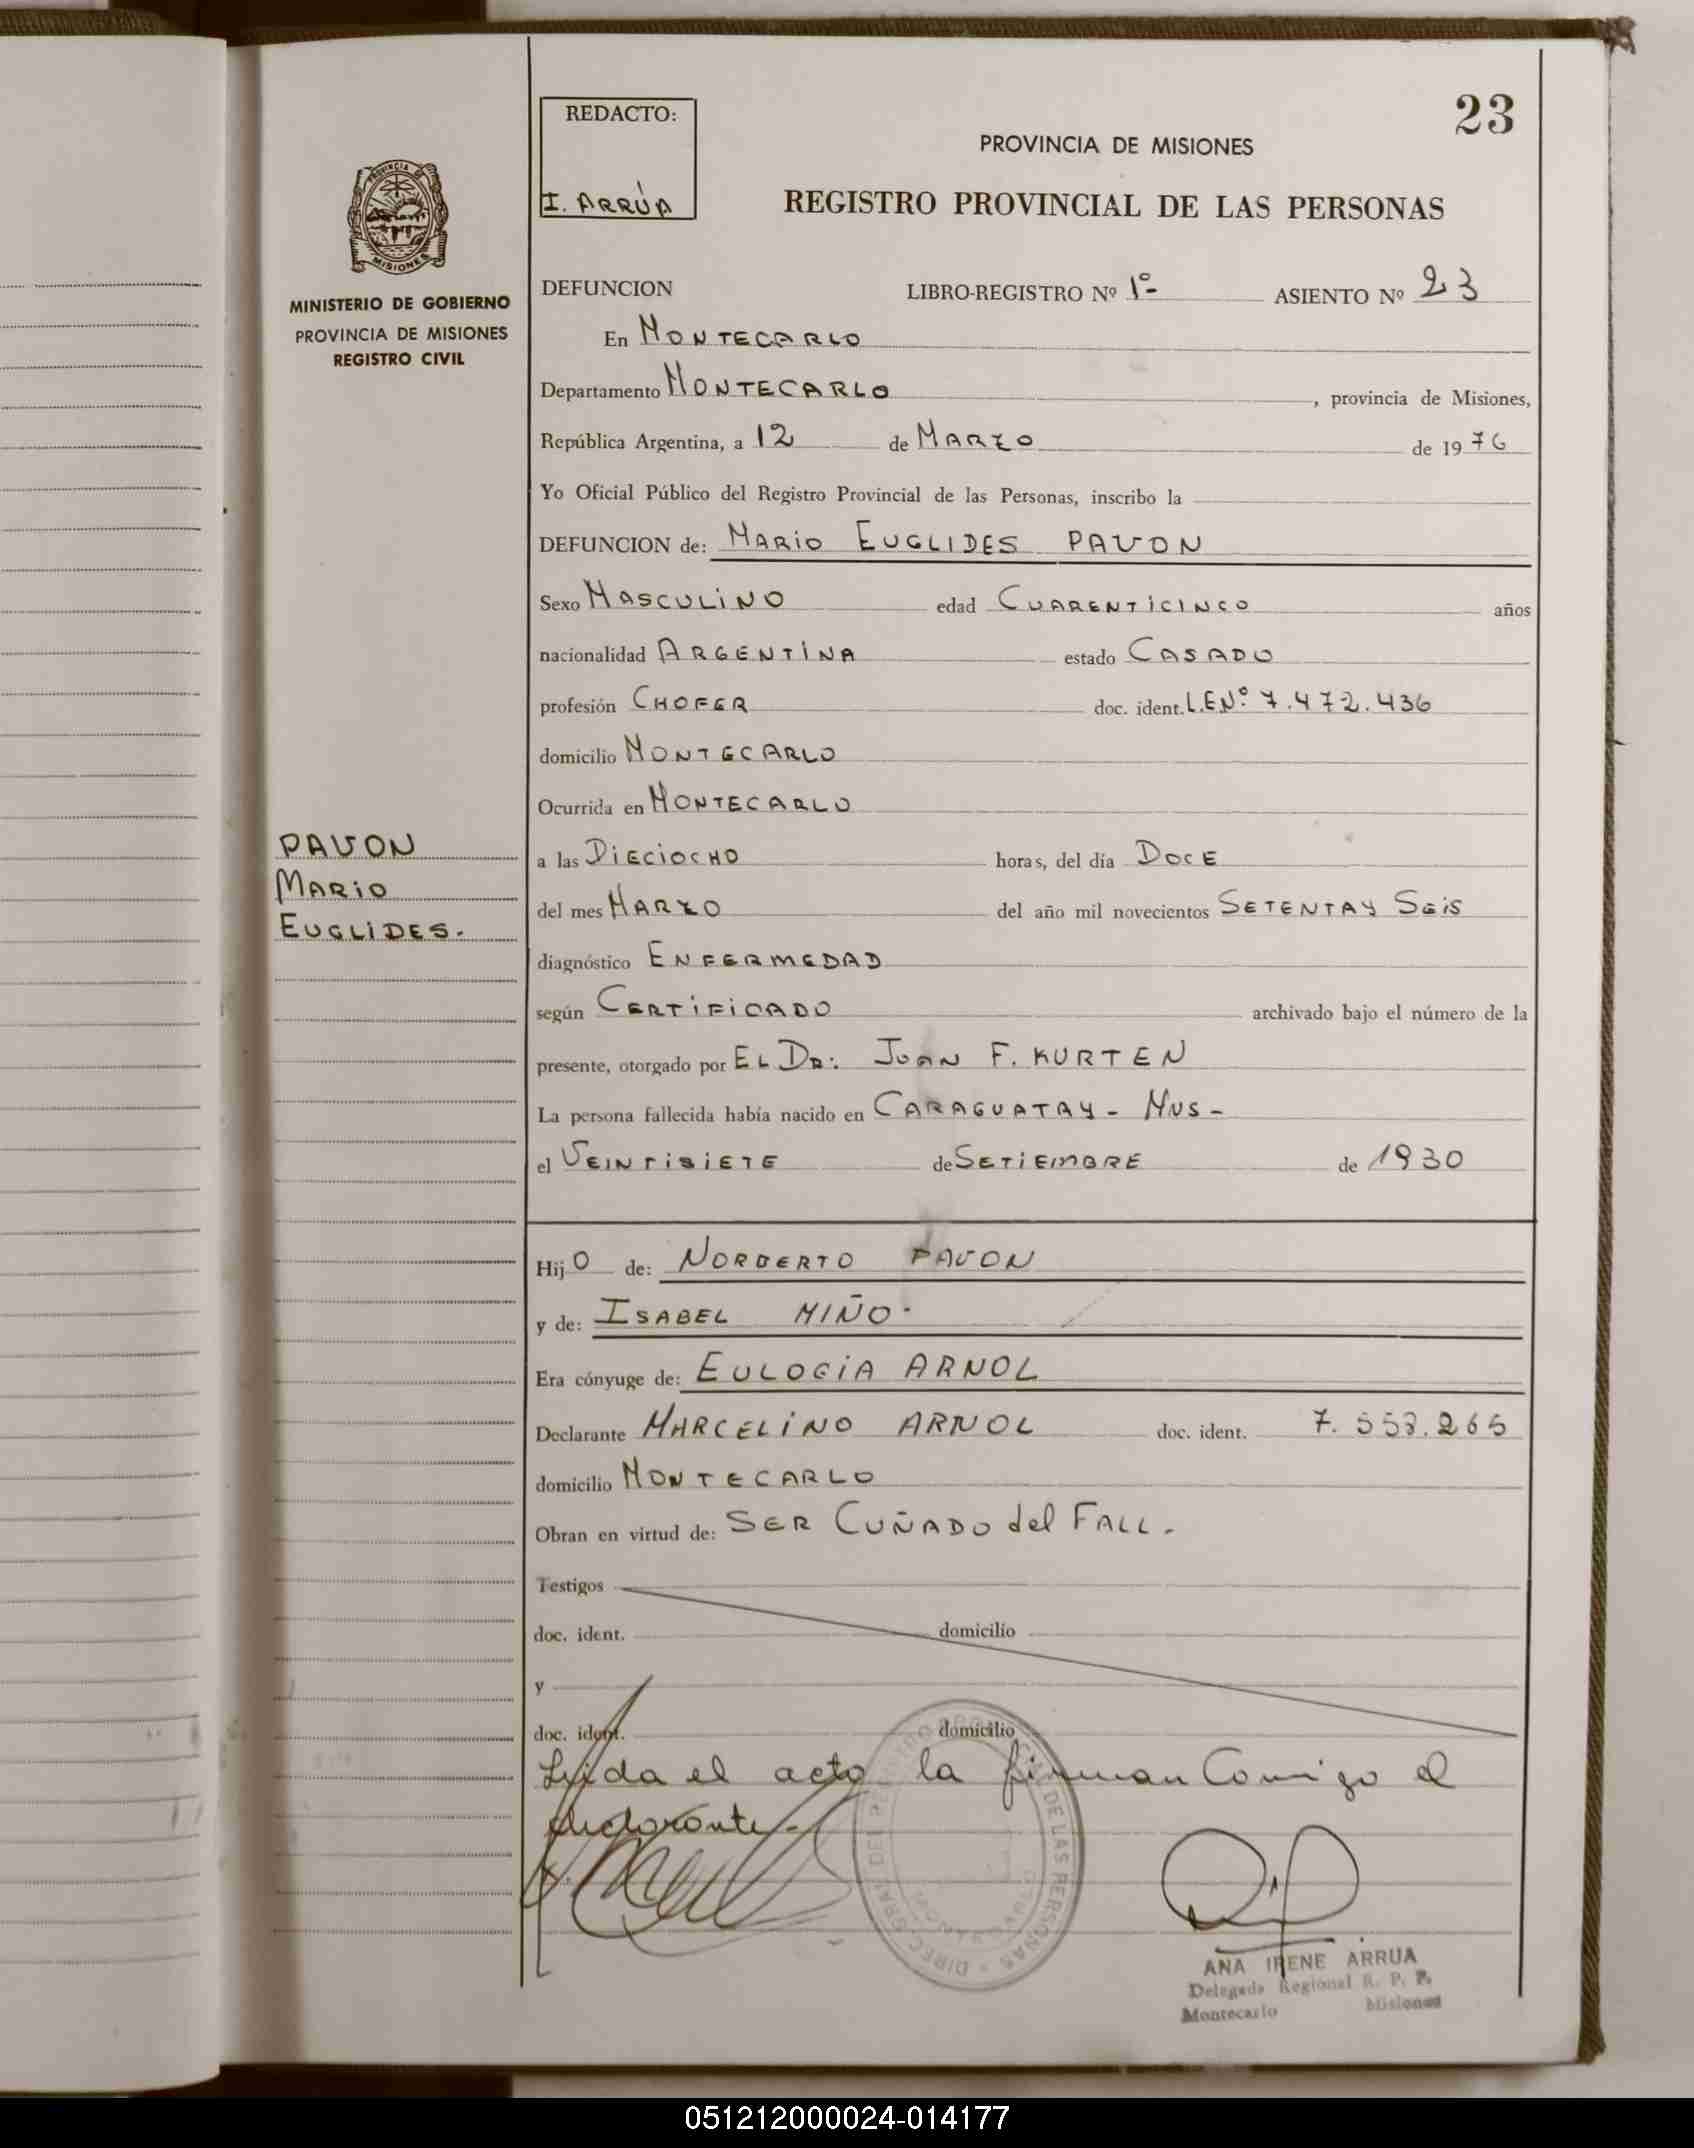 23
REDACTO:
I. ARRÚA
PROVINCIA DE MISIONES
REGISTRO PROVINCIAL DE LAS PERSONAS
PROVINCIA DE
MISIONES
MINISTERIO DE GOBIERNO
PROVINCIA DE MISIONES
REGISTRO CIVIL
DEFUNCION LIBRO-REGISTRO Nº 1º- ASIENTO Nº 23
En MONTECARLO
Departamento MONTECARLO, provincia de Misiones,
República Argentina, a 12 de MARZO de 1976
Yo Oficial Público del Registro Provincial de las Personas, inscribo la
DEFUNCION de: MARIO EUGLIDES PAVON
Sexo MASCULINO edad CUARENTICINCO años
nacionalidad ARGENTINA estado CASADO
profesión CHOFER doc. ident. L.E.Nº 7.472.436
domicilio MONTECARLO
Ocurrida en MONTECARLO
PAVON
MARIO
EUGLIDES.
a las DIECIOCHO horas, del día DOCE
del mes MARZO del año mil novecientos SETENTAY SEIS
diagnóstico ENFERMEDAD
según CERTIFICADO archivado bajo el número de la
presente, otorgado por EL DR: JUAN F. KURTEN
La persona fallecida había nacido en CARAGUATAY - MNS -
el VEINTISIETE de SETIEMBRE de 1930
Hijo de: NORBERTO PAVON
y de: ISABEL MIÑO.
Era cónyuge de: EULOGIA ARNOL
Declarante MARCELINO ARNOL doc. ident. 7.553.265
domicilio MONTECARLO
Obran en virtud de: SER CUÑADO del FALL.
Testigos
doc. ident. domicilio
y
doc. ident. domicilio
Leida el acto la firman Comigo el
declarante.-
MONTECARLO
ANA IRENE ARRUA
Delegada Regional R. P. P.
Montecarlo Misiones
051212000024-014177